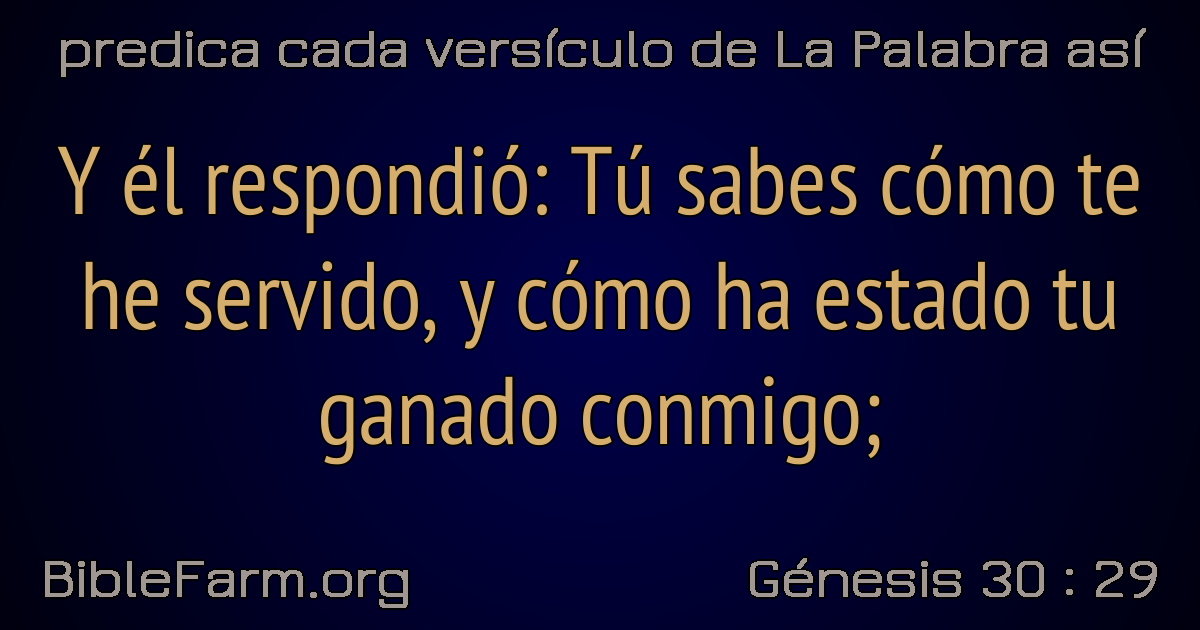 predica cada versículo de La Palabra así
Y él respondió: Tú sabes cómo te
he servido, y cómo ha estado tu
ganado conmigo;
BibleFarm.org
Génesis 30 : 29